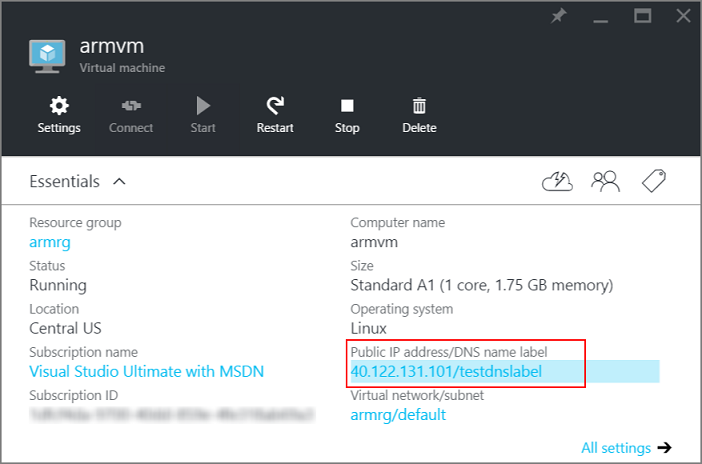 armvm
Virtual machine
Settings
Connect
Start
Restart
Stop
Delete
Essentials
Resource group
armrg
Computer name
armvm
Status
Running
Size
Standard A1 (1 core, 1.75 GB memory)
Location
Central US
Operating system
Linux
Subscription name
Visual Studio Ultimate with MSDN
Public IP address/DNS name label
40.122.131.101/testdnslabel
Subscription ID
Virtual network/subnet
armrg/default
All settings